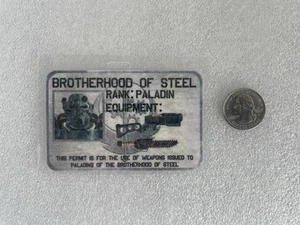 BROTHERHOOD OF STEEL
RANK: PALADIN
EQUIPMENT:
THIS PERMIT IS FOR THE USE OF WEAPONS ISSUED TO
PALADINS OF THE BROTHERHOOD OF STEEL